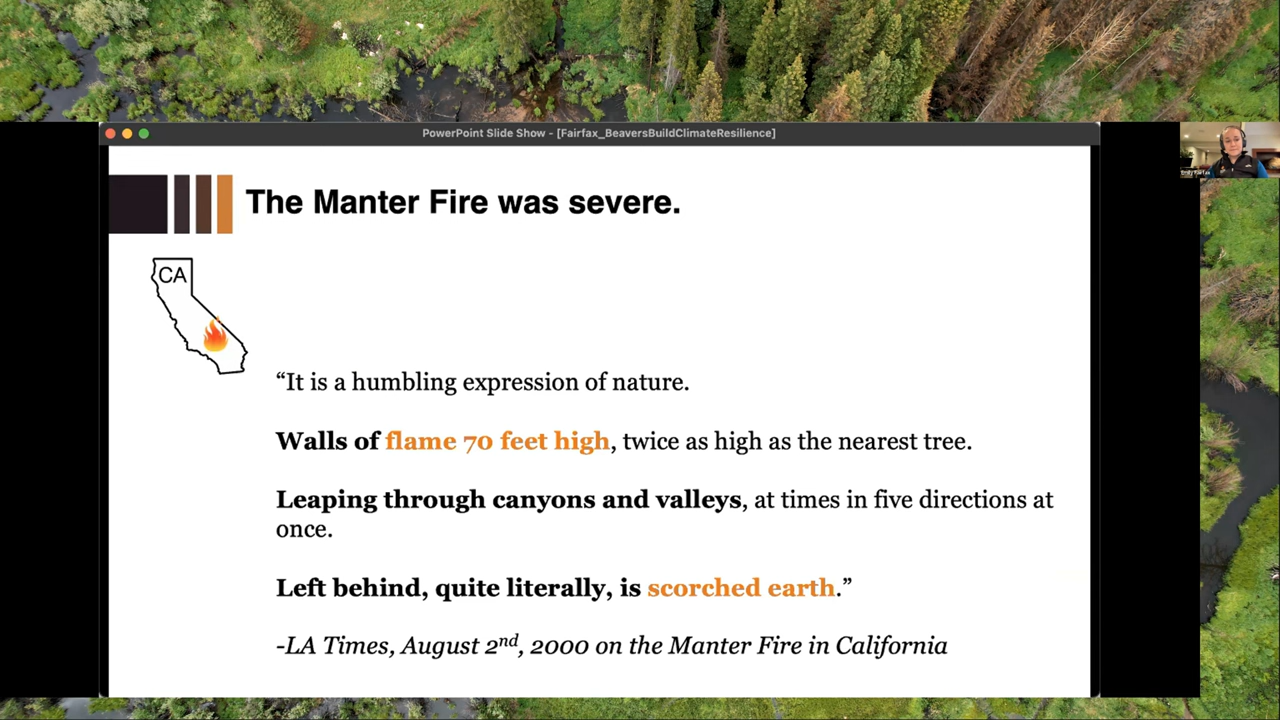 PowerPoint Slide Show - [Fairfax_BeaversBuildClimateResilience]
Emily Fairfax
The Manter Fire was severe.
CA
“It is a humbling expression of nature.
Walls of flame 70 feet high, twice as high as the nearest tree.
Leaping through canyons and valleys, at times in five directions at
once.
Left behind, quite literally, is scorched earth.”
-LA Times, August 2nd, 2000 on the Manter Fire in California